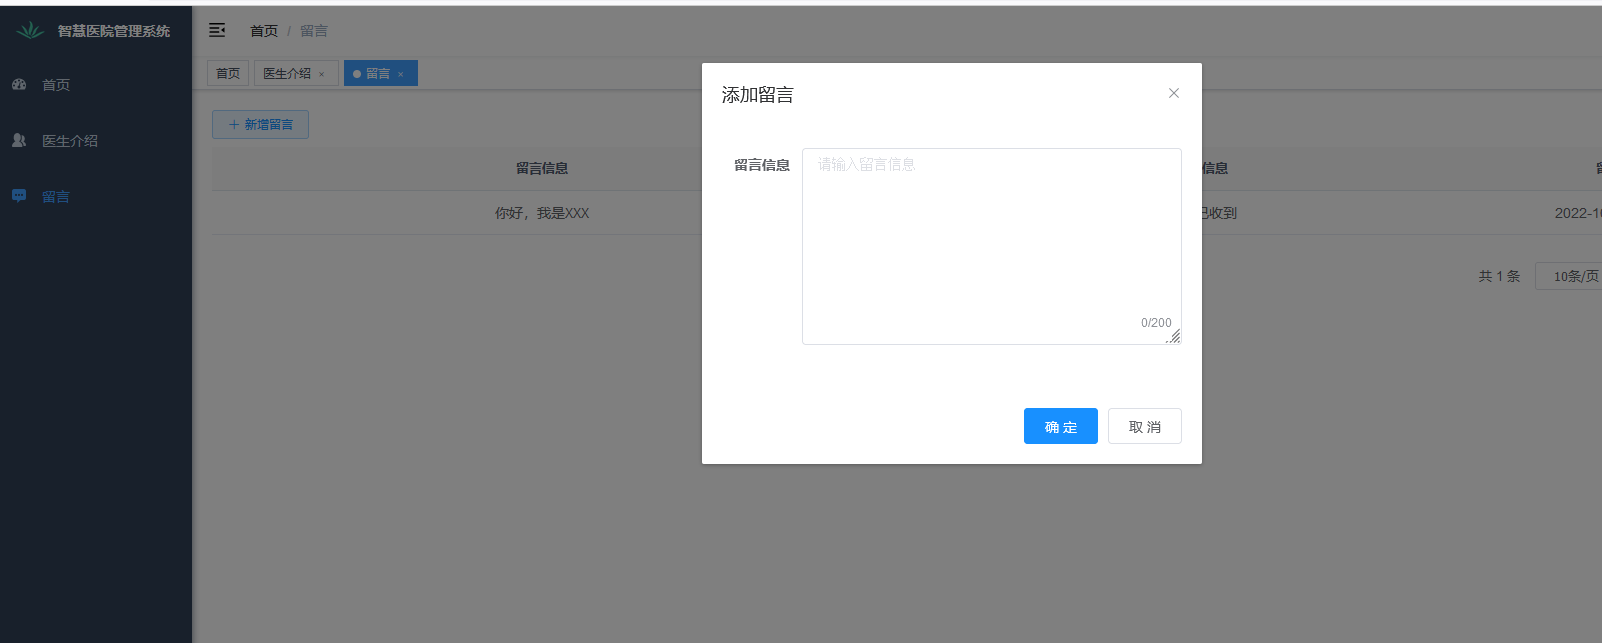 智慧医院管理系统
首页
医生介绍
留言
首页 / 留言
首页
医生介绍 ×
留言 ×
+ 新增留言
留言信息
信息
你好，我是XXX
已收到
2022-10
共 1 条
10条/页
添加留言
×
留言信息
请输入留言信息
0/200
确 定
取 消